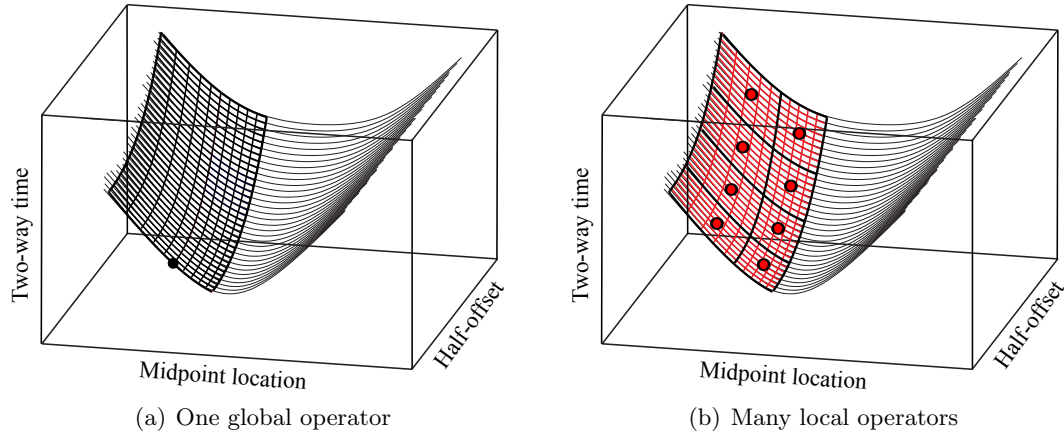 Two-way time
Midpoint location
Half-offset
(a) One global operator
Two-way time
Midpoint location
Half-offset
(b) Many local operators